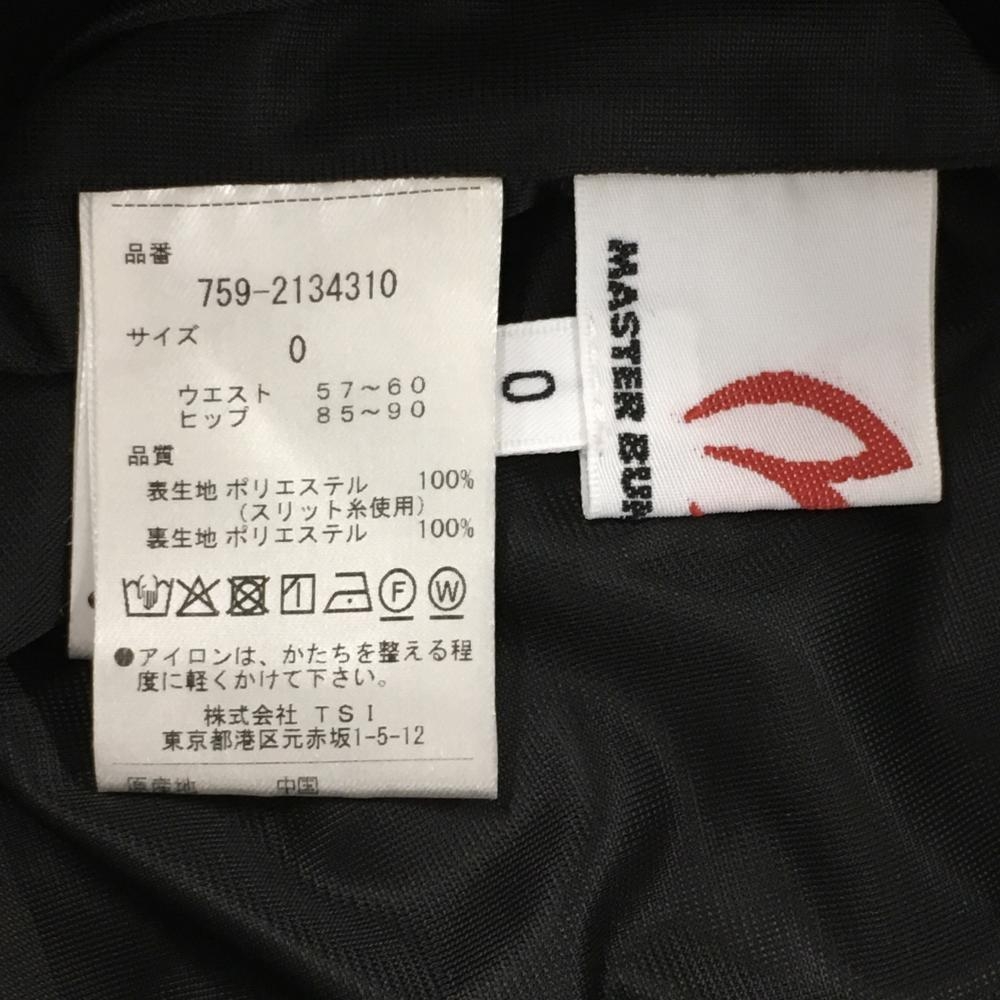 品番
759-2134310
サイズ 0
ウエスト 57〜60
ヒップ 85〜90
品質
表生地 ポリエステル 100%
(スリット糸使用)
裏生地 ポリエステル 100%
F W
●アイロンは、かたちを整える程
度に軽くかけて下さい。
株式会社 TSI
東京都港区元赤坂1-5-12
原産地 中国
0
MASTER BUN